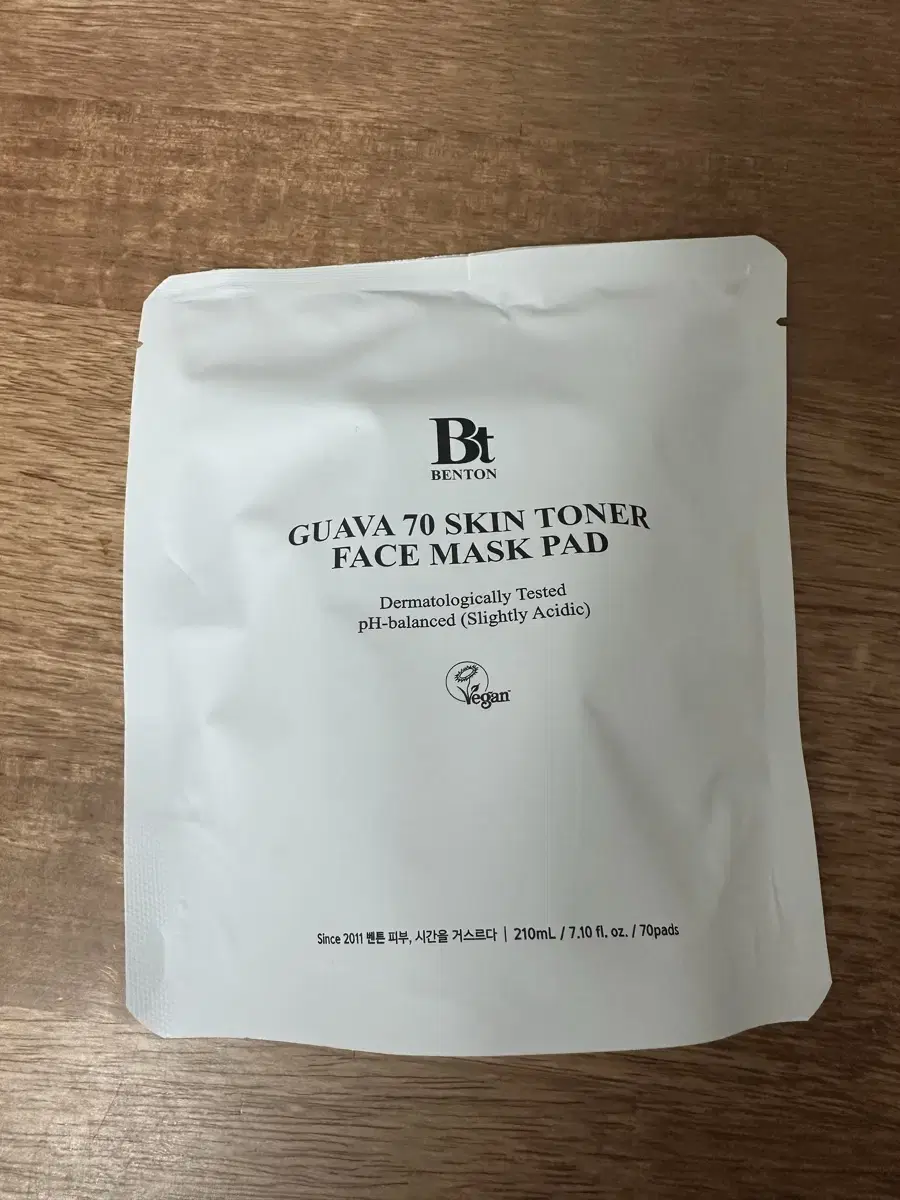 Bt
BENTON
GUAVA 70 SKIN TONER
FACE MASK PAD
Dermatologically Tested
pH-balanced (Slightly Acidic)
Vegan
Since 2011 벤튼 피부, 시간을 거스르다 | 210mL / 7.10 fl. oz. / 70pads